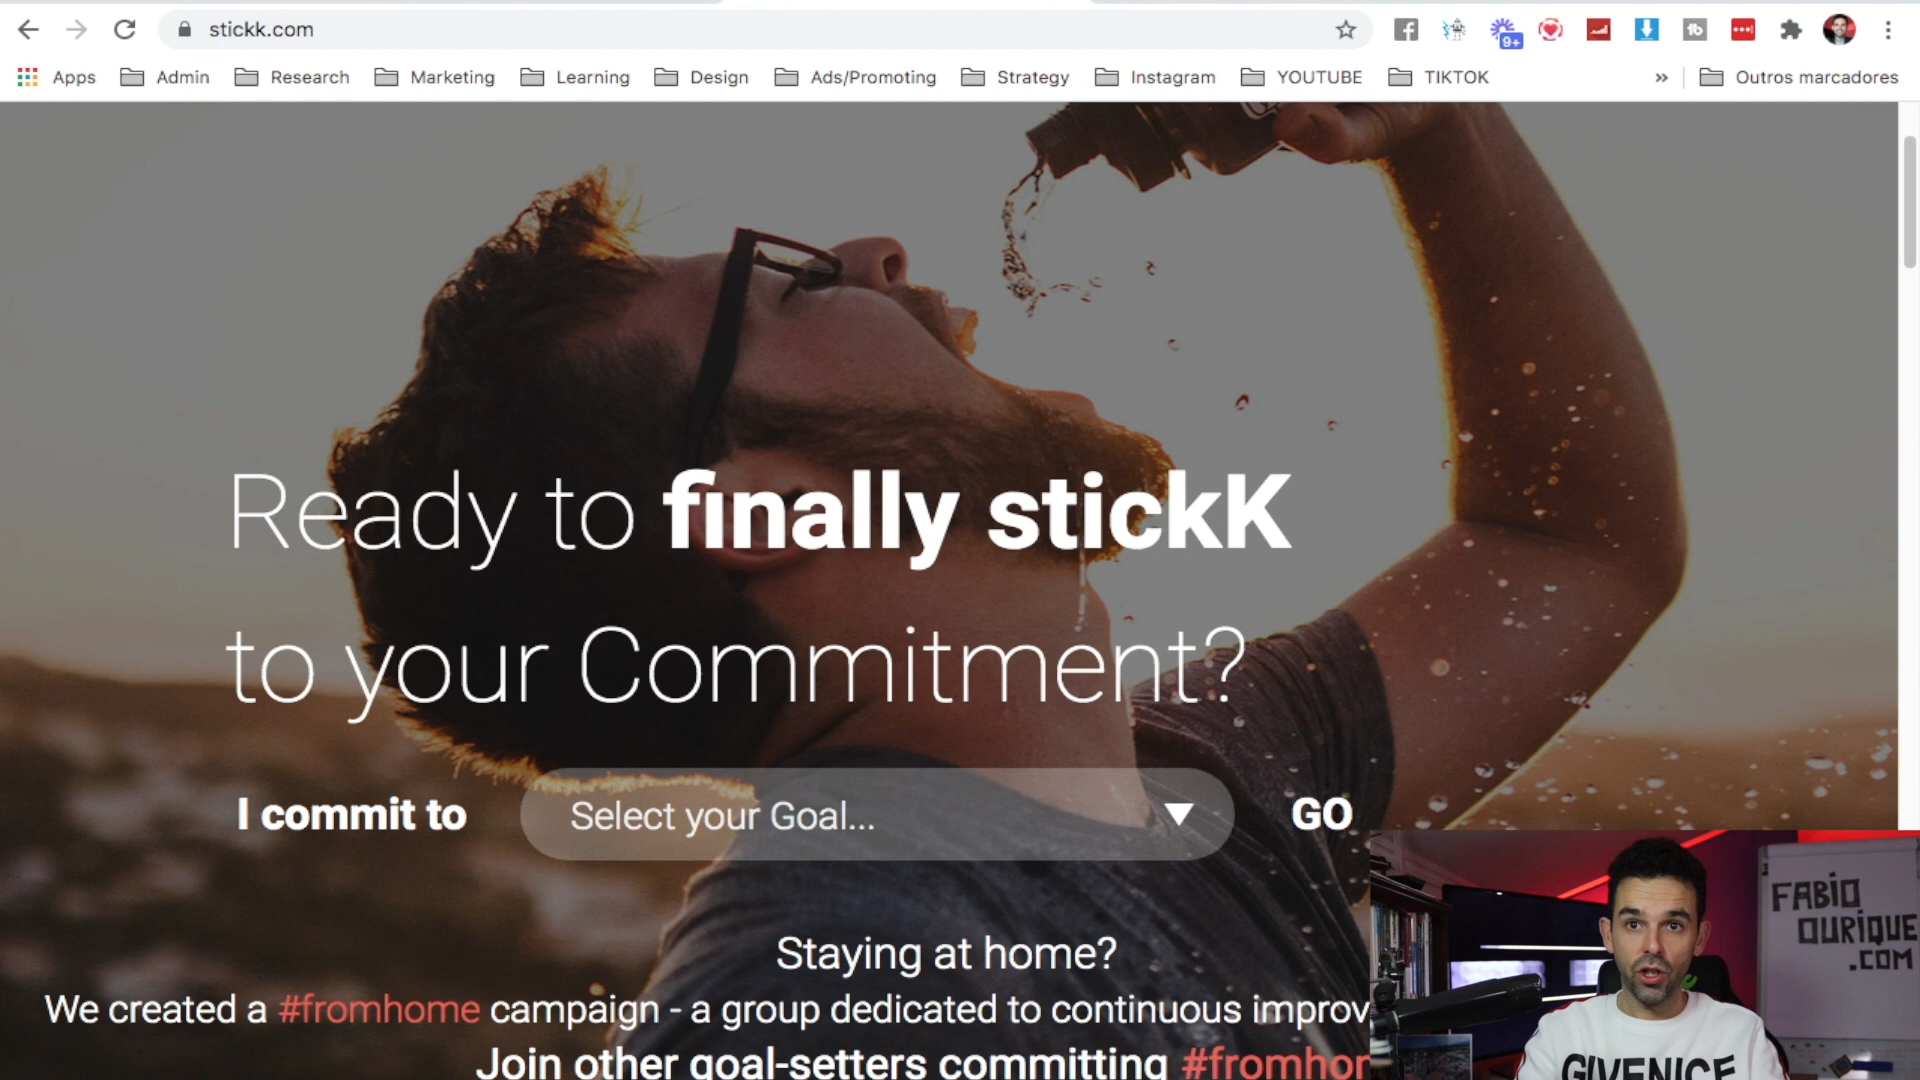 stickk.com
9+
Apps Admin Research Marketing Learning Design Ads/Promoting Strategy Instagram YOUTUBE TIKTOK » Outros marcadores
Ready to finally stickK
to your Commitment?
I commit to Select your Goal... GO
Staying at home?
We created a #fromhome campaign - a group dedicated to continuous improv
Join other goal-setters committing #fromhom
FABIO
OURIQUE
.COM
GIVENICE